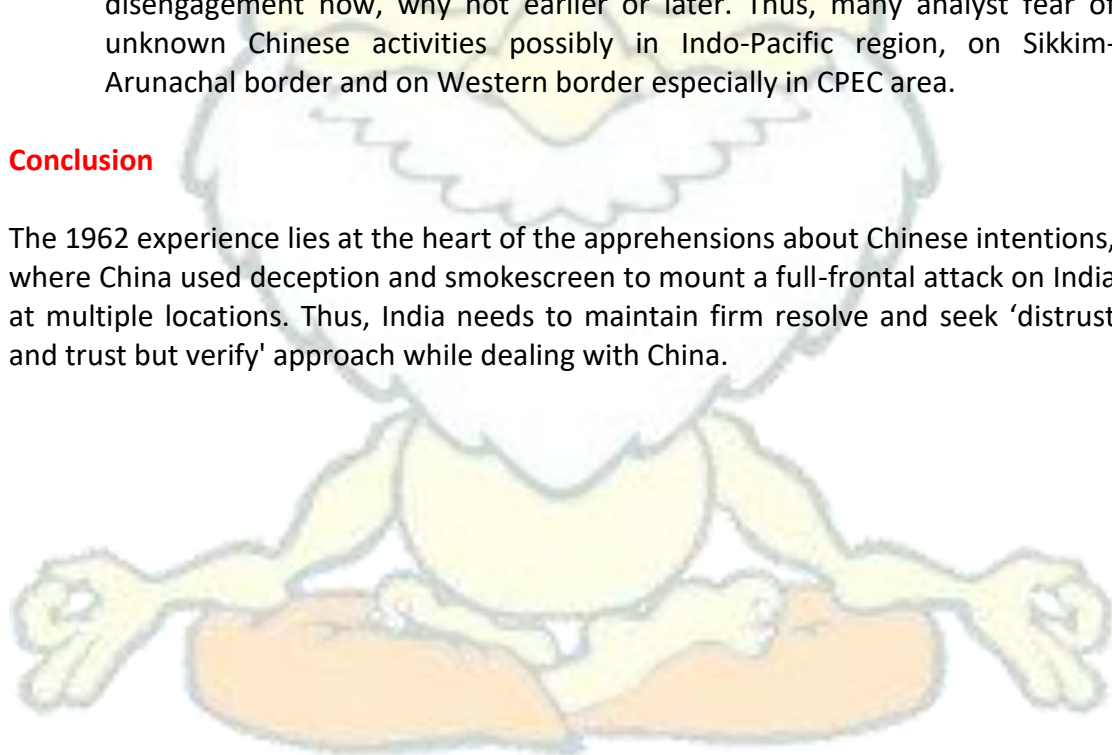 disengagement now, why not earlier or later. Thus, many analyst fear of
unknown Chinese activities possibly in Indo-Pacific region, on Sikkim-
Arunachal border and on Western border especially in CPEC area.
Conclusion
The 1962 experience lies at the heart of the apprehensions about Chinese intentions,
where China used deception and smokescreen to mount a full-frontal attack on India
at multiple locations. Thus, India needs to maintain firm resolve and seek ‘distrust
and trust but verify' approach while dealing with China.